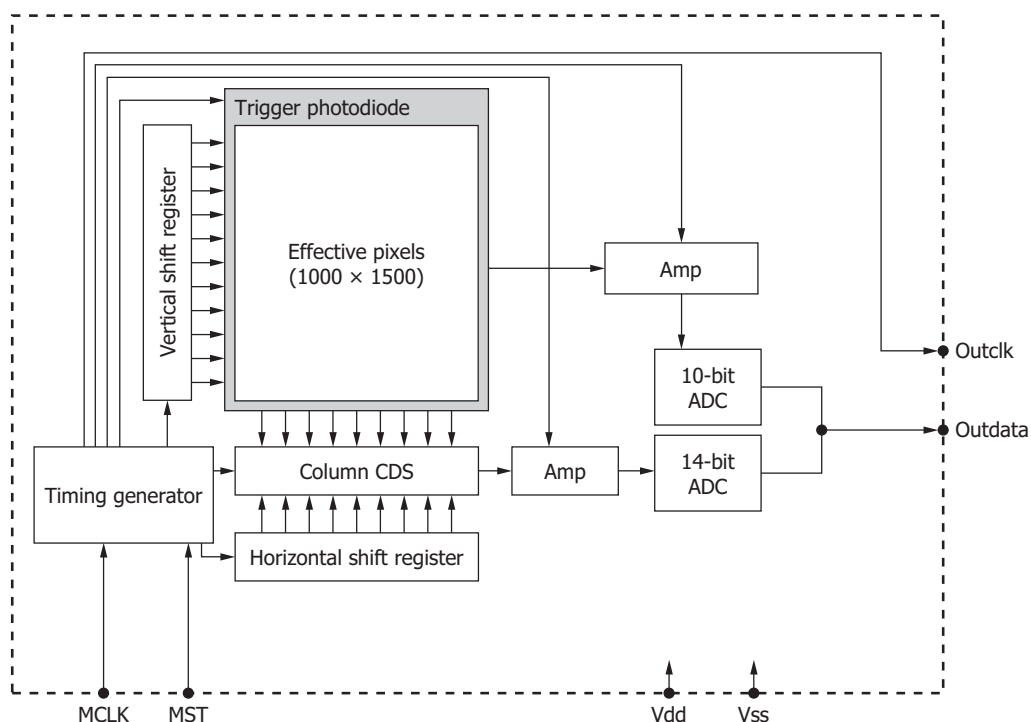 Trigger photodiode
Vertical shift register
Effective pixels
(1000 × 1500)
Amp
Outclk
10-bit
ADC
Outdata
Timing generator
Column CDS
Amp
14-bit
ADC
Horizontal shift register
MCLK
MST
Vdd
Vss